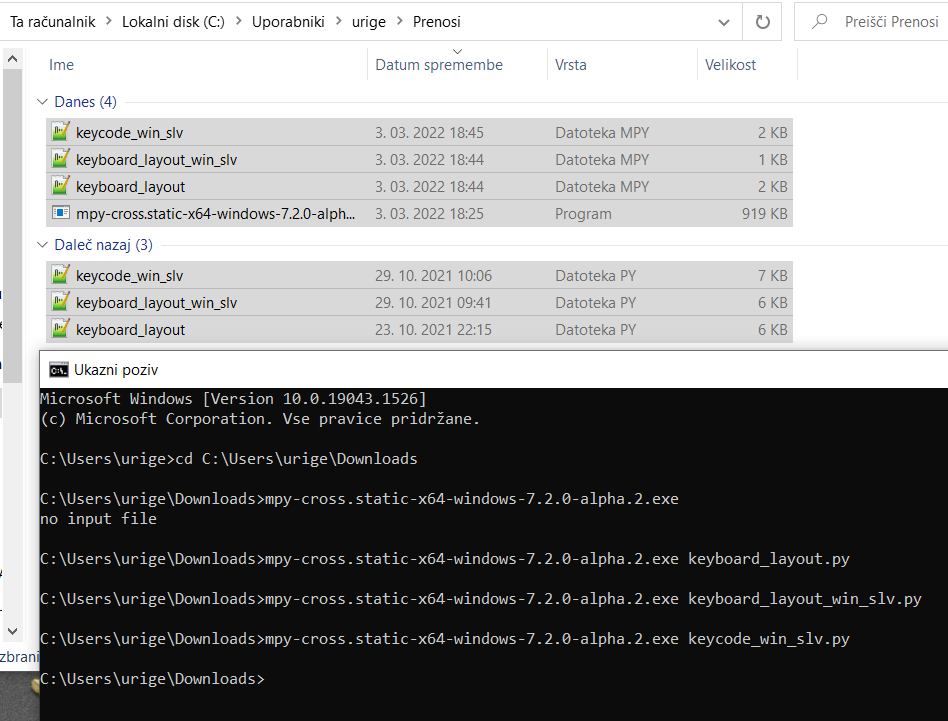 Ta računalnik > Lokalni disk (C:) > Uporabniki > urige > Prenosi
Preišči Prenosi
Ime Datum spremembe Vrsta Velikost
Danes (4)
keycode_win_slv 3. 03. 2022 18:45 Datoteka MPY 2 KB
keyboard_layout_win_slv 3. 03. 2022 18:44 Datoteka MPY 1 KB
keyboard_layout 3. 03. 2022 18:44 Datoteka MPY 2 KB
mpy-cross.static-x64-windows-7.2.0-alph... 3. 03. 2022 18:25 Program 919 KB
Daleč nazaj (3)
keycode_win_slv 29. 10. 2021 10:06 Datoteka PY 7 KB
keyboard_layout_win_slv 29. 10. 2021 09:41 Datoteka PY 6 KB
keyboard_layout 23. 10. 2021 22:15 Datoteka PY 6 KB
Ukazni poziv
Microsoft Windows [Version 10.0.19043.1526]
(c) Microsoft Corporation. Vse pravice pridržane.
C:\Users\urige>cd C:\Users\urige\Downloads
C:\Users\urige\Downloads>mpy-cross.static-x64-windows-7.2.0-alpha.2.exe
no input file
C:\Users\urige\Downloads>mpy-cross.static-x64-windows-7.2.0-alpha.2.exe keyboard_layout.py
C:\Users\urige\Downloads>mpy-cross.static-x64-windows-7.2.0-alpha.2.exe keyboard_layout_win_slv.py
C:\Users\urige\Downloads>mpy-cross.static-x64-windows-7.2.0-alpha.2.exe keycode_win_slv.py
zbrani
C:\Users\urige\Downloads>